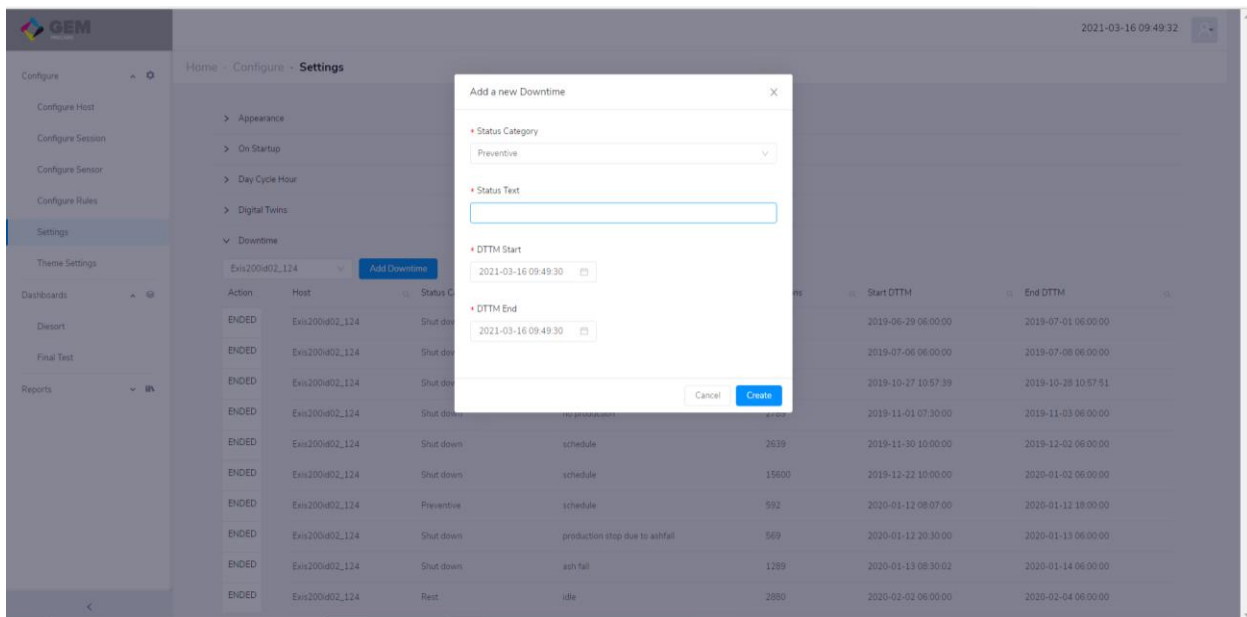 GEM
2021-03-16 09:49:32
Home - Configure - Settings
Configure
Configure Host
Configure Session
Configure Sensor
Configure Rules
Settings
Theme Settings
Dashboards
Diesort
Final Test
Reports
> Appearance
> On Startup
> Day Cycle Hour
> Digital Twins
Downtime
Exis200id02_124 Add Downtime
Add a new Downtime
* Status Category
Preventive
* Status Text
* DTTM Start
2021-03-16 09:49:30
* DTTM End
2021-03-16 09:49:30
Cancel Create
Action Host Status C Start DTTM End DTTM
ENDED Exis200id02_124 Shut dow 2019-06-29 06:00:00 2019-07-01 06:00:00
ENDED Exis200id02_124 Shut dow 2019-07-06 06:00:00 2019-07-08 06:00:00
ENDED Exis200id02_124 Shut dow 2019-10-27 10:57:39 2019-10-28 10:57:51
ENDED Exis200id02_124 Shut down no production 2789 2019-11-01 07:30:00 2019-11-03 06:00:00
ENDED Exis200id02_124 Shut down schedule 2639 2019-11-30 10:00:00 2019-12-02 06:00:00
ENDED Exis200id02_124 Shut down schedule 15600 2019-12-22 10:00:00 2020-01-02 06:00:00
ENDED Exis200id02_124 Preventive schedule 592 2020-01-12 08:07:00 2020-01-12 18:00:00
ENDED Exis200id02_124 Shut down production stop due to ashfall 569 2020-01-12 20:30:00 2020-01-13 06:00:00
ENDED Exis200id02_124 Shut down ash fall 1289 2020-01-13 08:30:02 2020-01-14 06:00:00
ENDED Exis200id02_124 Rest idle 2880 2020-02-02 06:00:00 2020-02-04 06:00:00